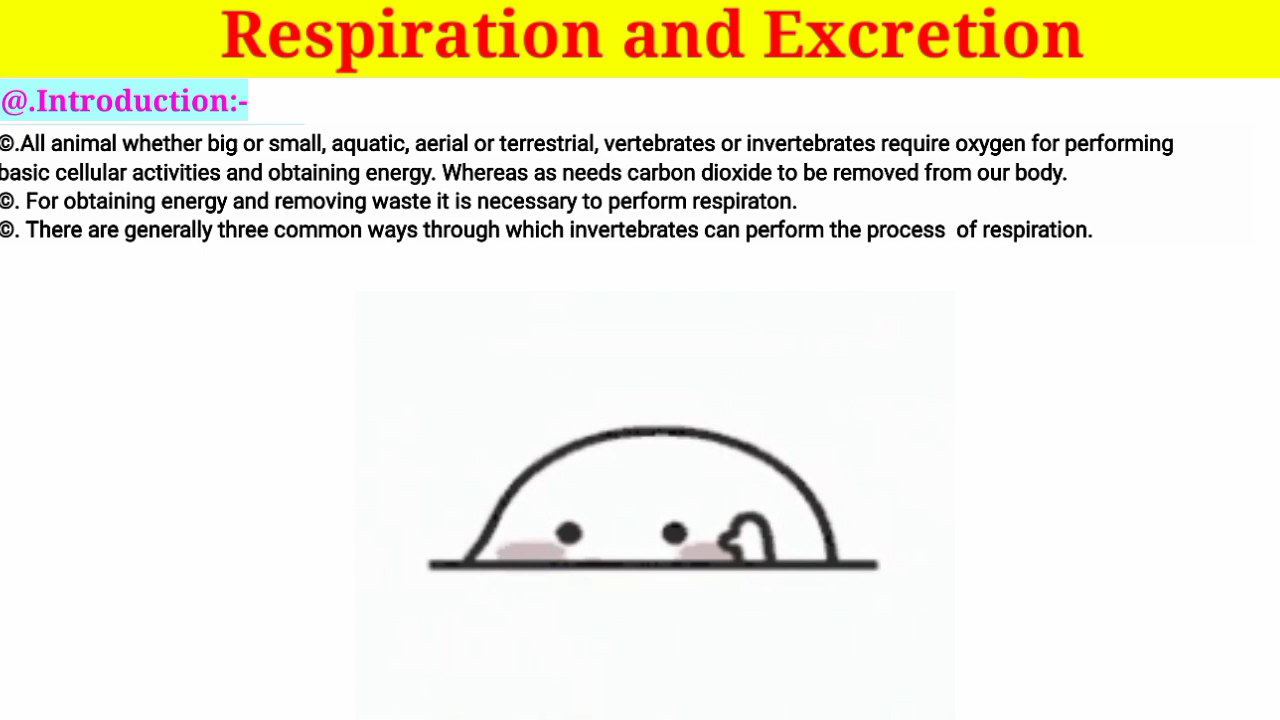 Respiration and Excretion
@.Introduction:-
©.All animal whether big or small, aquatic, aerial or terrestrial, vertebrates or invertebrates require oxygen for performing
basic cellular activities and obtaining energy. Whereas as needs carbon dioxide to be removed from our body.
©. For obtaining energy and removing waste it is necessary to perform respiraton.
©. There are generally three common ways through which invertebrates can perform the process  of respiration.